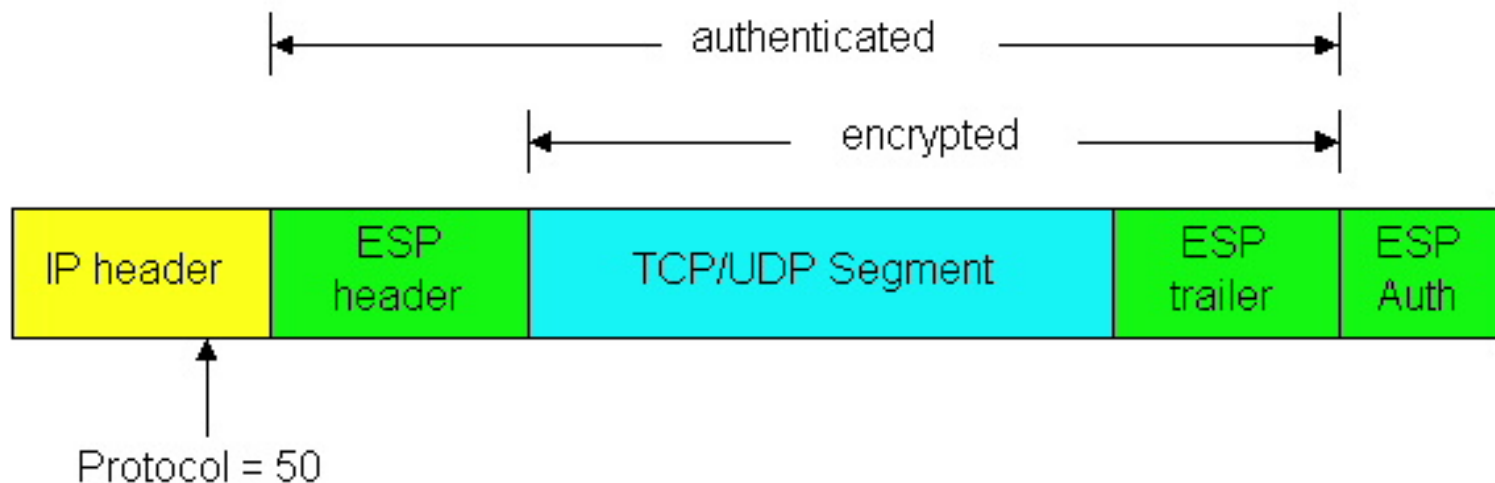 authenticated
encrypted
IP header
ESP
header
TCP/UDP Segment
ESP
trailer
ESP
Auth
Protocol = 50